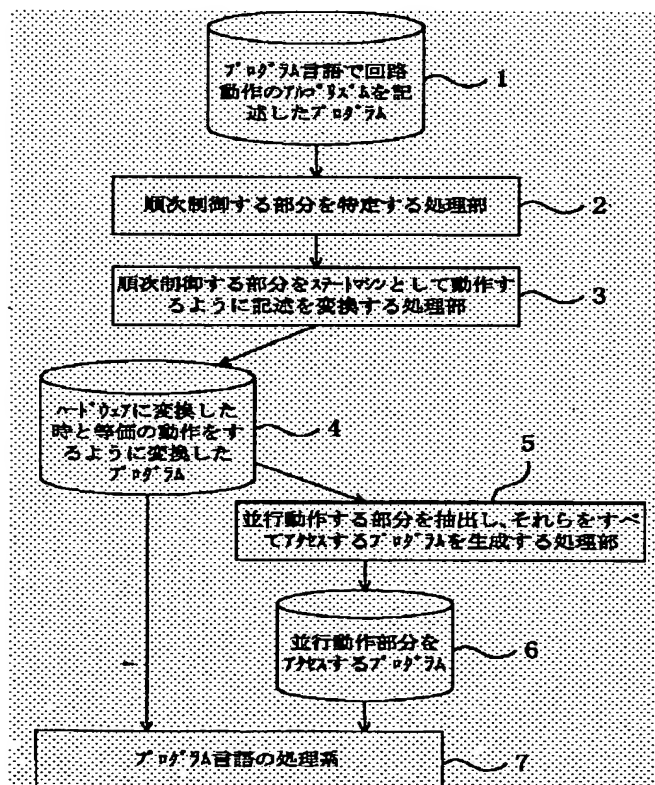 プログラム言語で回路
動作のアルゴリズムを記
述したプログラム
1
順次制御する部分を特定する処理部
2
順次制御する部分をステートマシンとして動作す
るように記述を変換する処理部
3
ハードウェアに変換した
時と等価の動作をす
るように変換した
プログラム
4
5
並行動作する部分を抽出し、それらをすべ
てアクセスするプログラムを生成する処理部
並行動作部分を
アクセスするプログラム
6
プログラム言語の処理系
7